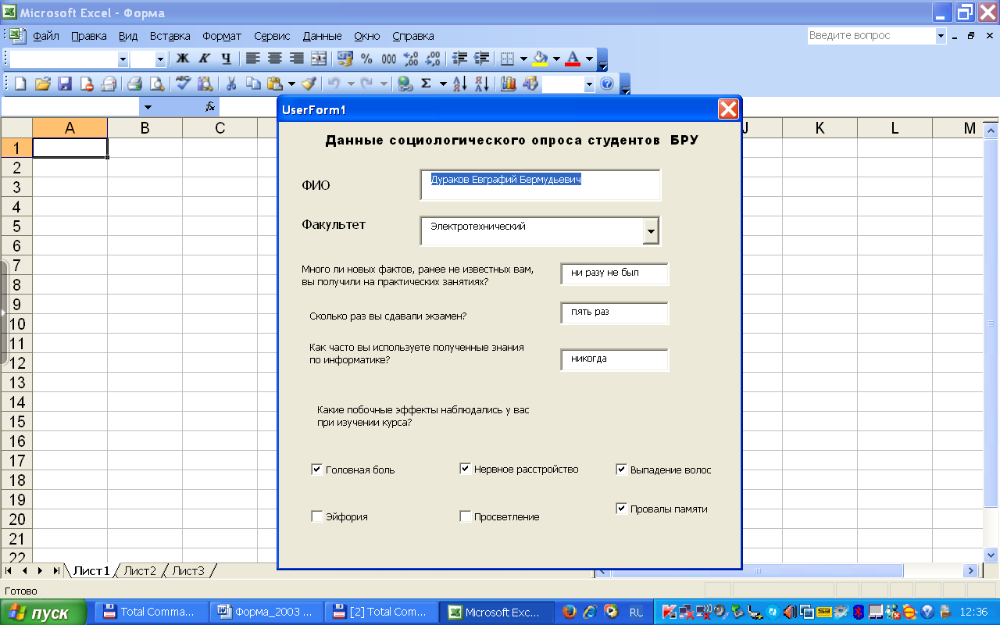 Microsoft Excel - Форма
Файл Правка Вид Вставка Формат Сервис Данные Окно Справка
Введите вопрос
Ж К Ч
% 000
fx
UserForm1
A B C J K L M
Данные социологического опроса студентов БРУ
1
2
ФИО
Дураков Евграфий Бермудьевич
3
4
Факультет
Электротехнический
5
6
7
Много ли новых фактов, ранее не известных вам,
вы получили на практических занятиях?
ни разу не был
8
9
Сколько раз вы сдавали экзамен?
пять раз
10
11
Как часто вы используете полученные знания
по информатике?
никогда
12
13
14
Какие побочные эффекты наблюдались у вас
при изучении курса?
15
16
17
Головная боль Нервное расстройство Выпадение волос
18
19
20
Эйфория Просветление Провалы памяти
21
22
Лист1 Лист2 Лист3
Готово
пуск Total Comma... Форма_2003 ... [2] Total Com... Microsoft Exc... RU 12:36